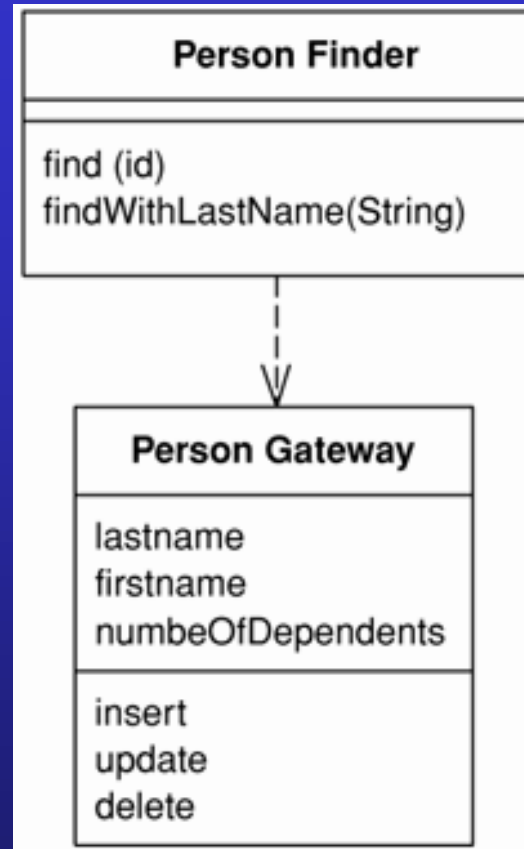 Person Finder
find (id)
findWithLastName(String)
Person Gateway
lastname
firstname
numbeOfDependents
insert
update
delete